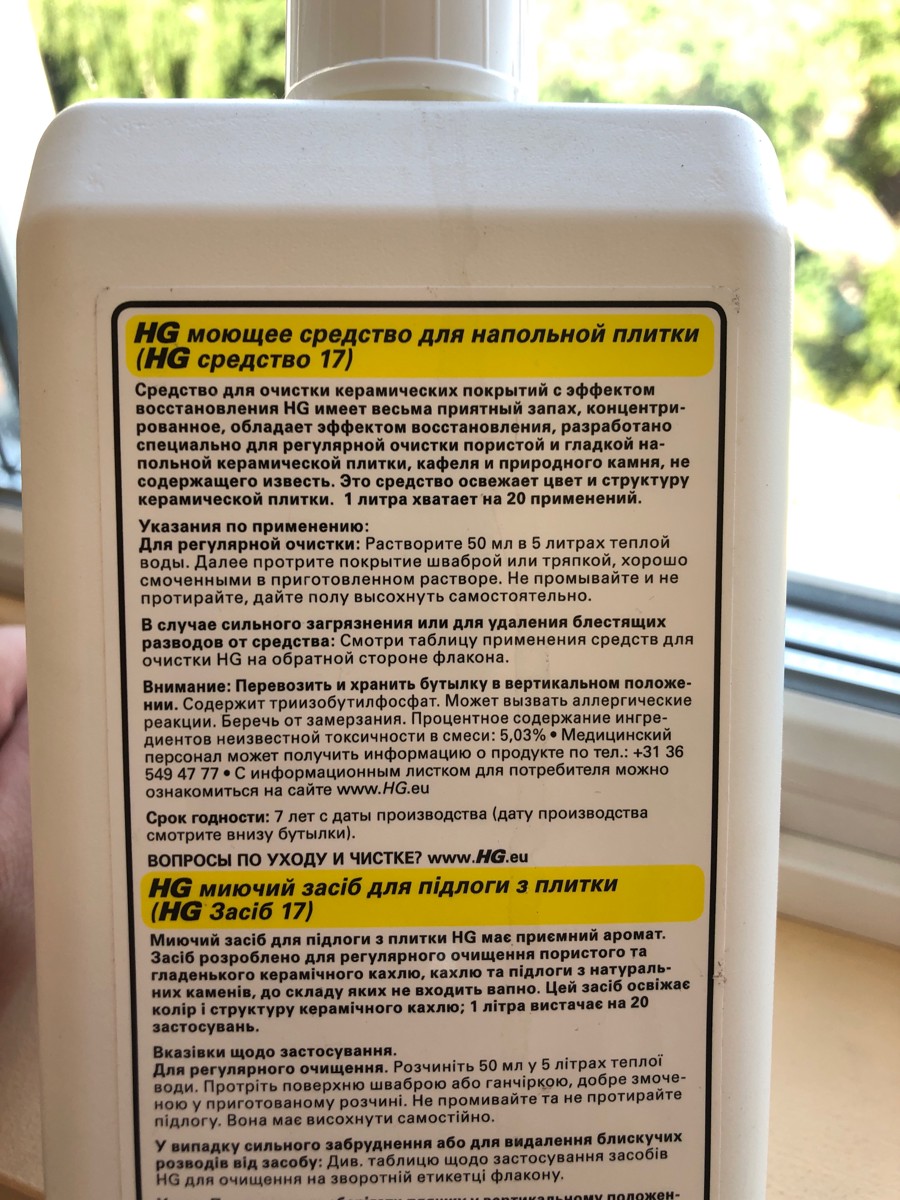 HG моющее средство для напольной плитки
(HG средство 17)
Средство для очистки керамических покрытий с эффектом
восстановления HG имеет весьма приятный запах, концентри-
рованное, обладает эффектом восстановления, разработано
специально для регулярной очистки пористой и гладкой на-
польной керамической плитки, кафеля и природного камня, не
содержащего известь. Это средство освежает цвет и структуру
керамической плитки. 1 литра хватает на 20 применений.
Указания по применению:
Для регулярной очистки: Растворите 50 мл в 5 литрах теплой
воды. Далее протрите покрытие шваброй или тряпкой, хорошо
смоченными в приготовленном растворе. Не промывайте и не
протирайте, дайте полу высохнуть самостоятельно.
В случае сильного загрязнения или для удаления блестящих
разводов от средства: Смотри таблицу применения средств для
очистки HG на обратной стороне флакона.
Внимание: Перевозить и хранить бутылку в вертикальном положе-
нии. Содержит триизобутилфосфат. Может вызвать аллергические
реакции. Беречь от замерзания. Процентное содержание ингре-
диентов неизвестной токсичности в смеси: 5,03% • Медицинский
персонал может получить информацию о продукте по тел.: +31 36
549 47 77 • С информационным листком для потребителя можно
ознакомиться на сайте www.HG.eu
Срок годности: 7 лет с даты производства (дату производства
смотрите внизу бутылки).
ВОПРОСЫ ПО УХОДУ И ЧИСТКЕ? www.HG.eu
HG миючий засіб для підлоги з плитки
(HG Засіб 17)
Миючий засіб для підлоги з плитки HG має приємний аромат.
Засіб розроблено для регулярного очищення пористого та
гладенького керамічного кахлю, кахлю та підлоги з натураль-
них каменів, до складу яких не входить вапно. Цей засіб освіжає
колір і структуру керамічного кахлю; 1 літра вистачає на 20
застосувань.
Вказівки щодо застосування.
Для регулярного очищення. Розчиніть 50 мл у 5 літрах теплої
води. Протріть поверхню шваброю або ганчіркою, добре змоче-
ною у приготованому розчині. Не промивайте та не протирайте
підлогу. Вона має висохнути самостійно.
У випадку сильного забруднення або для видалення блискучих
розводів від засобу: Див. таблицю щодо застосування засобів
HG для очищення на зворотній етикетці флакону.
вертикальному положен-